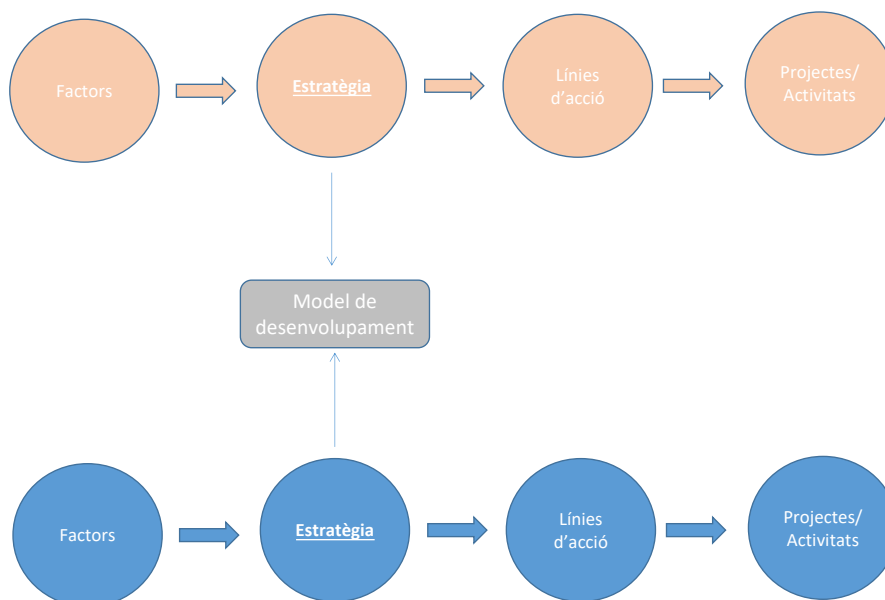 Factors
Estratègia
Línies
d'acció
Projectes/
Activitats
Model de
desenvolupament
Factors
Estratègia
Línies
d'acció
Projectes/
Activitats